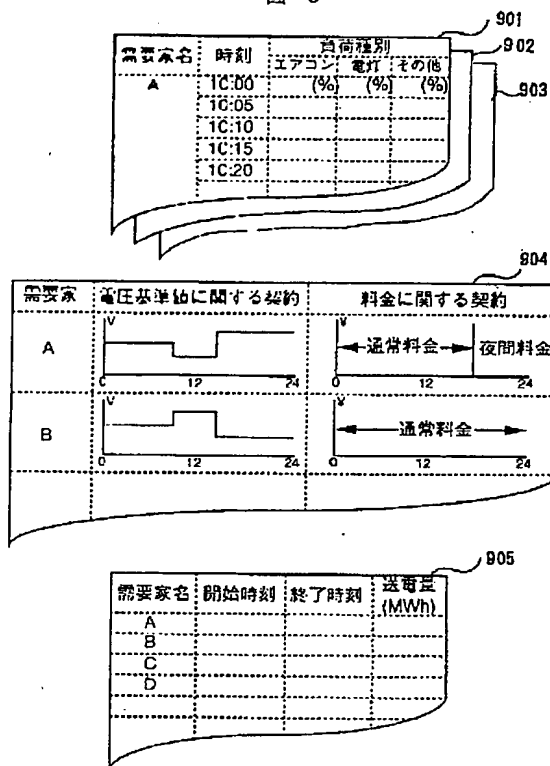 901
902
903
需要家名 時刻 負荷種別
エアコン 電灯 その他
A 10:00 (%) (%) (%)
10:05
10:10
10:15
10:20
904
需要家 電圧基準値に関する契約 料金に関する契約
A V 0 12 24 ¥ 通常料金 夜間料金 0 12 24
B V 0 12 24 ¥ 通常料金 0 12 24
905
需要家名 開始時刻 終了時刻 送電量
(MWh)
A
B
C
D